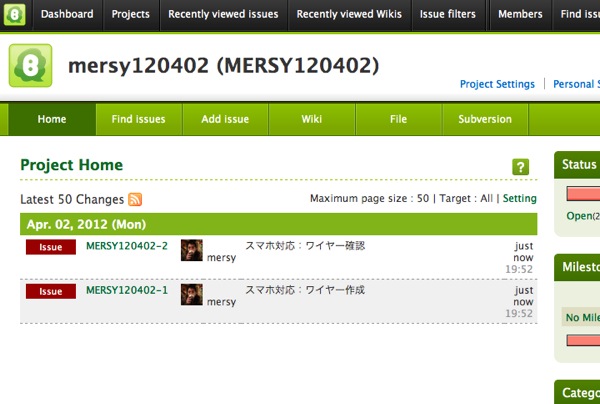 Dashboard Projects Recently viewed issues Recently viewed Wikis Issue filters Members Find issu
mersy120402 (MERSY120402)
Project Settings | Personal S
Home Find issues Add issue Wiki File Subversion
Project Home ?
Latest 50 Changes Maximum page size : 50 | Target : All | Setting
Apr. 02, 2012 (Mon)
Issue MERSY120402-2 mersy スマホ対応：ワイヤー確認 just now 19:52
Issue MERSY120402-1 mersy スマホ対応：ワイヤー作成 just now 19:52
Status
Open(2
Milesto
No Mile
Catego